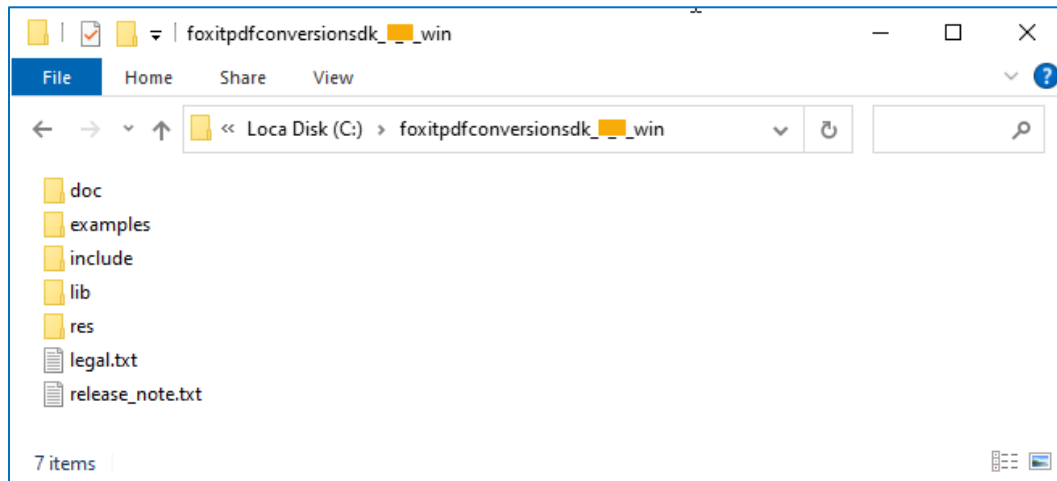 foxitpdfconversionsdk_ _ _win
File Home Share View ?
« Loca Disk (C:) › foxitpdfconversionsdk_ _ _win
doc
examples
include
lib
res
legal.txt
release_note.txt
7 items